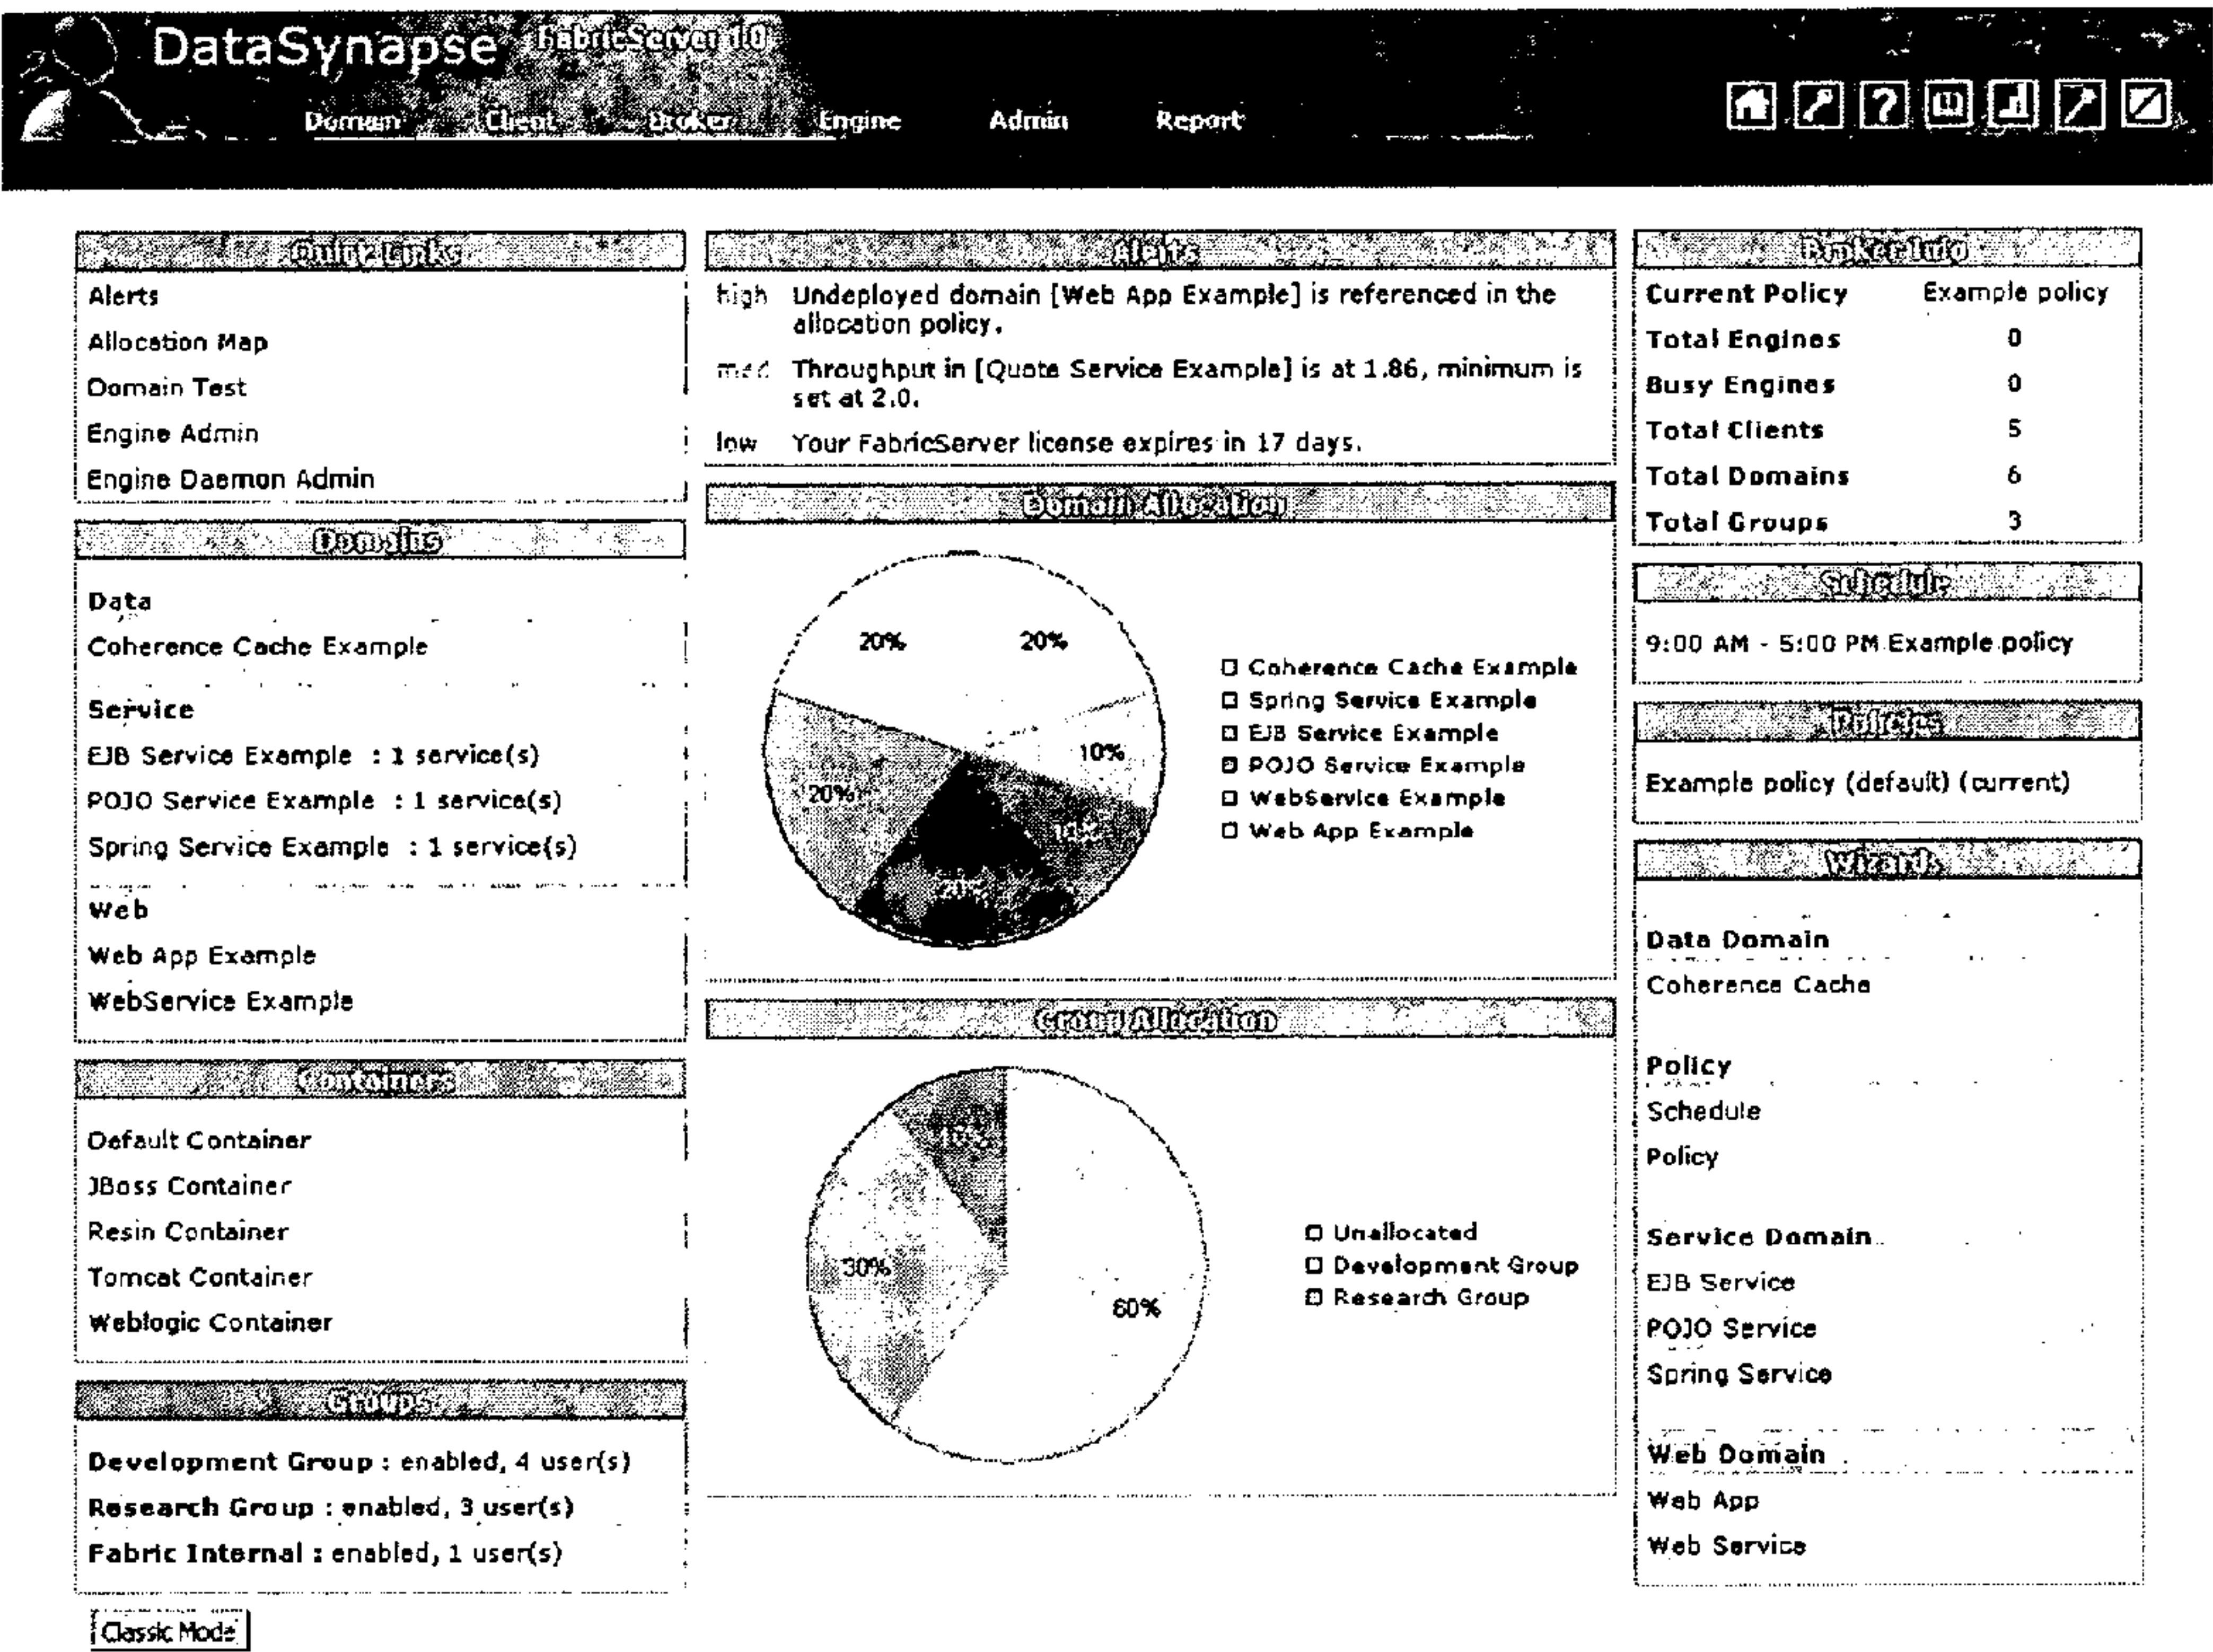 DataSynapse FabricServer 1.0
Domain Client Broker Engine Admin Report
Quick Links
Alerts
Allocation Map
Domain Test
Engine Admin
Engine Daemon Admin
Domains
Data
Coherence Cache Example
Service
EJB Service Example : 1 service(s)
POJO Service Example : 1 service(s)
Spring Service Example : 1 service(s)
Web
Web App Example
WebService Example
Containers
Default Container
JBoss Container
Resin Container
Tomcat Container
Weblogic Container
Groups
Development Group : enabled, 4 user(s)
Research Group : enabled, 3 user(s)
Fabric Internal : enabled, 1 user(s)
Classic Mode
Alerts
high Undeployed domain [Web App Example] is referenced in the
allocation policy.
med Throughput in [Quote Service Example] is at 1.86, minimum is
set at 2.0.
low Your FabricServer license expires in 17 days.
Domain Allocation
20% 20%
10%
20%
10%
20%
Coherence Cache Example
Spring Service Example
EJB Service Example
POJO Service Example
WebService Example
Web App Example
Group Allocation
10%
30%
60%
Unallocated
Development Group
Research Group
Broker Info
Current Policy Example policy
Total Engines 0
Busy Engines 0
Total Clients 5
Total Domains 6
Total Groups 3
Schedule
9:00 AM - 5:00 PM Example policy
Policies
Example policy (default) (current)
Wizards
Data Domain
Coherence Cache
Policy
Schedule
Policy
Service Domain
EJB Service
POJO Service
Spring Service
Web Domain
Web App
Web Service